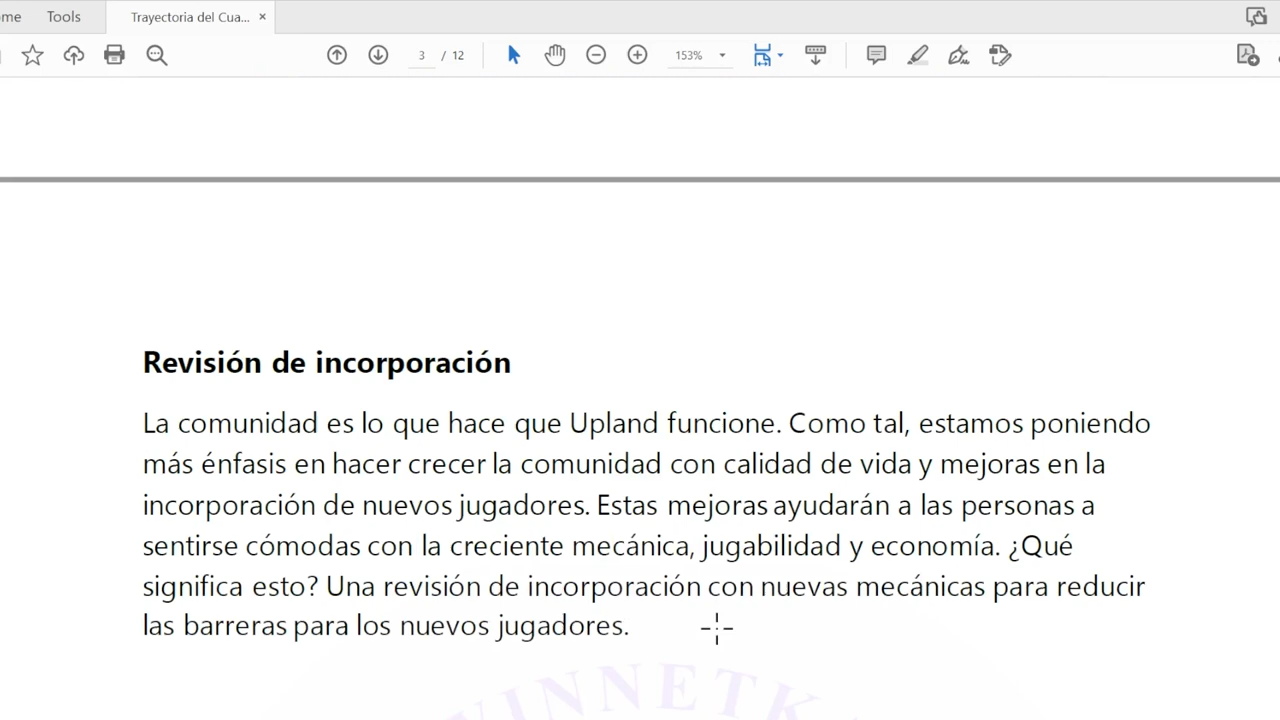 Tools
Trayectoria del Cua... ×
3 / 12
153%
Revisión de incorporación
La comunidad es lo que hace que Upland funcione. Como tal, estamos poniendo
más énfasis en hacer crecer la comunidad con calidad de vida y mejoras en la
incorporación de nuevos jugadores. Estas mejoras ayudarán a las personas a
sentirse cómodas con la creciente mecánica, jugabilidad y economía. ¿Qué
significa esto? Una revisión de incorporación con nuevas mecánicas para reducir
las barreras para los nuevos jugadores.